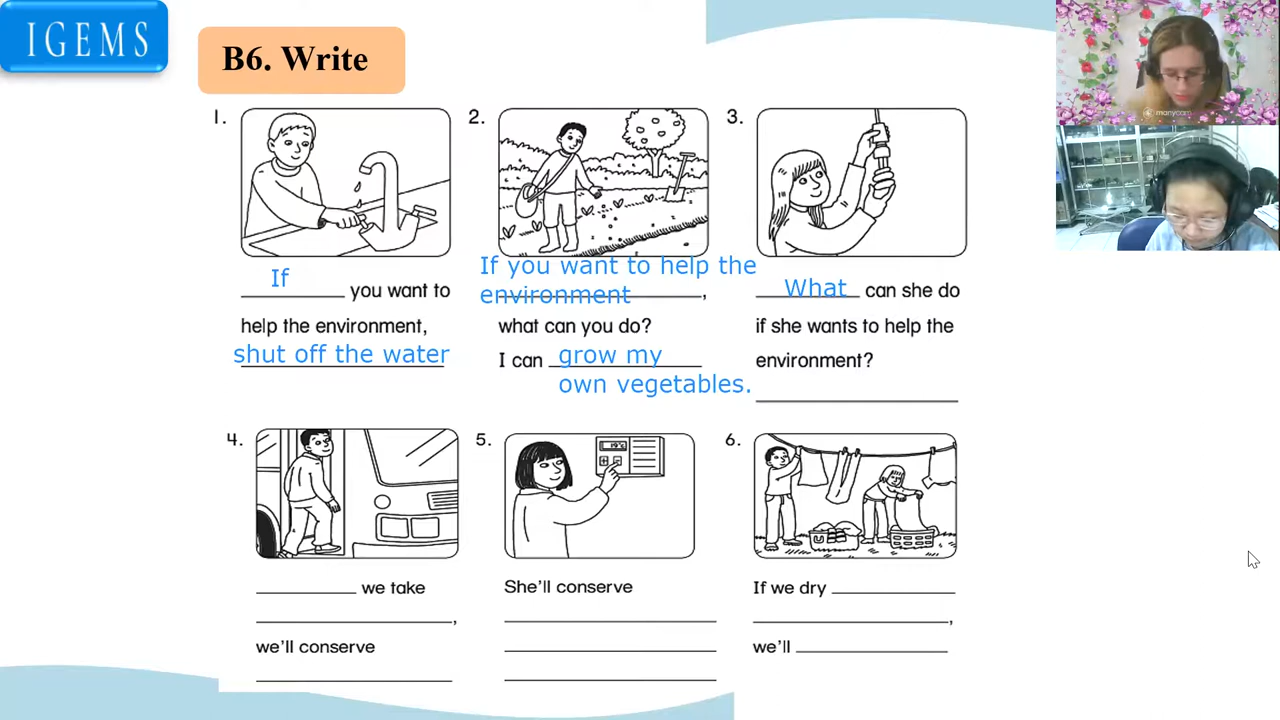 IGEMS
B6. Write
1.
If
you want to
help the environment,
shut off the water
2.
If you want to help the
environment
,
what can you do?
I can grow my
own vegetables.
3.
What can she do
if she wants to help the
environment?
4.
we take
,
we'll conserve
5.
19°C
She'll conserve
6.
If we dry
,
we'll
manycam